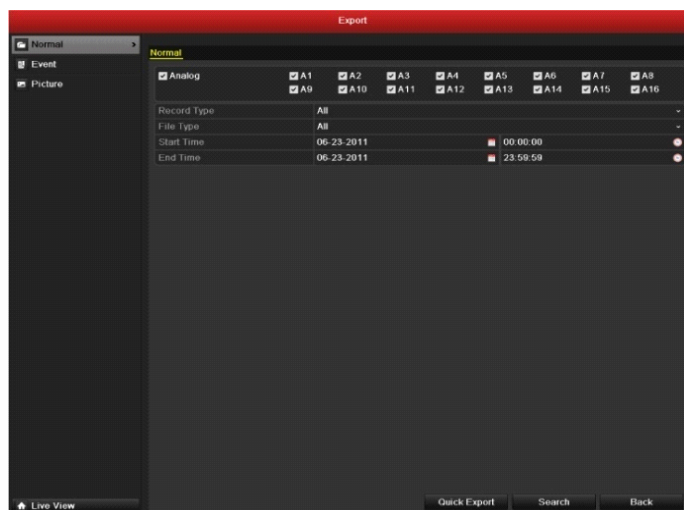 Export
Normal
Event
Picture
Normal
Analog A1 A2 A3 A4 A5 A6 A7 A8
A9 A10 A11 A12 A13 A14 A15 A16
Record Type All
File Type All
Start Time 06-23-2011 00:00:00
End Time 06-23-2011 23:59:59
Live View
Quick Export Search Back